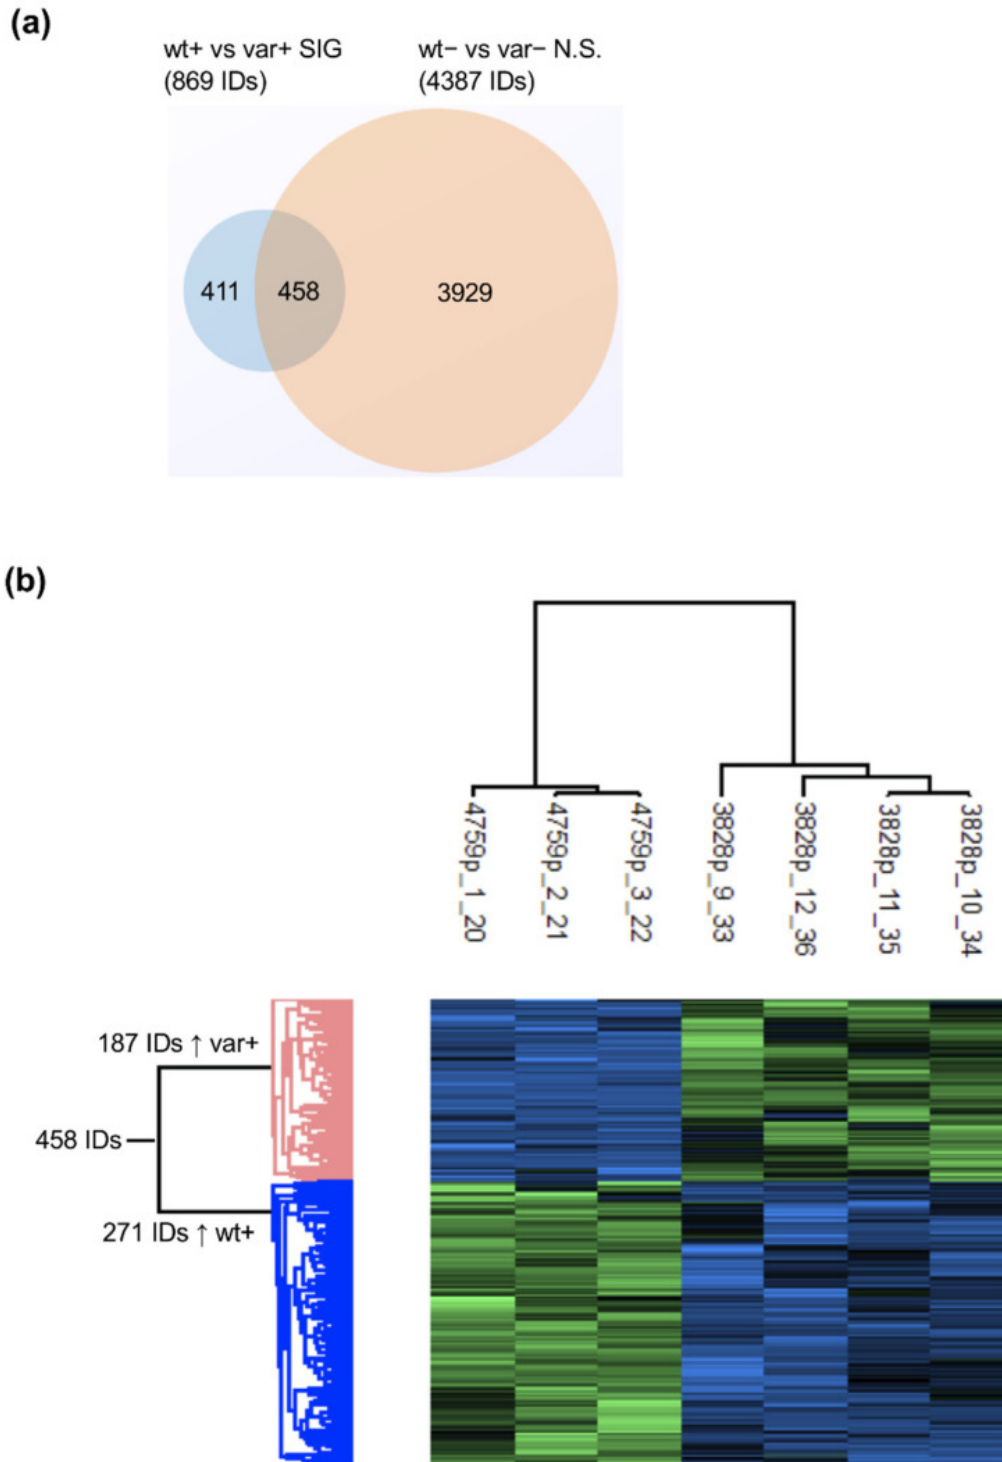 (a)
wt+ vs var+ SIG
(869 IDs)
wt− vs var− N.S.
(4387 IDs)
411
458
3929
(b)
4759p_1_20
4759p_2_21
4759p_3_22
3828p_9_33
3828p_12_36
3828p_11_35
3828p_10_34
187 IDs ↑ var+
458 IDs
271 IDs ↑ wt+